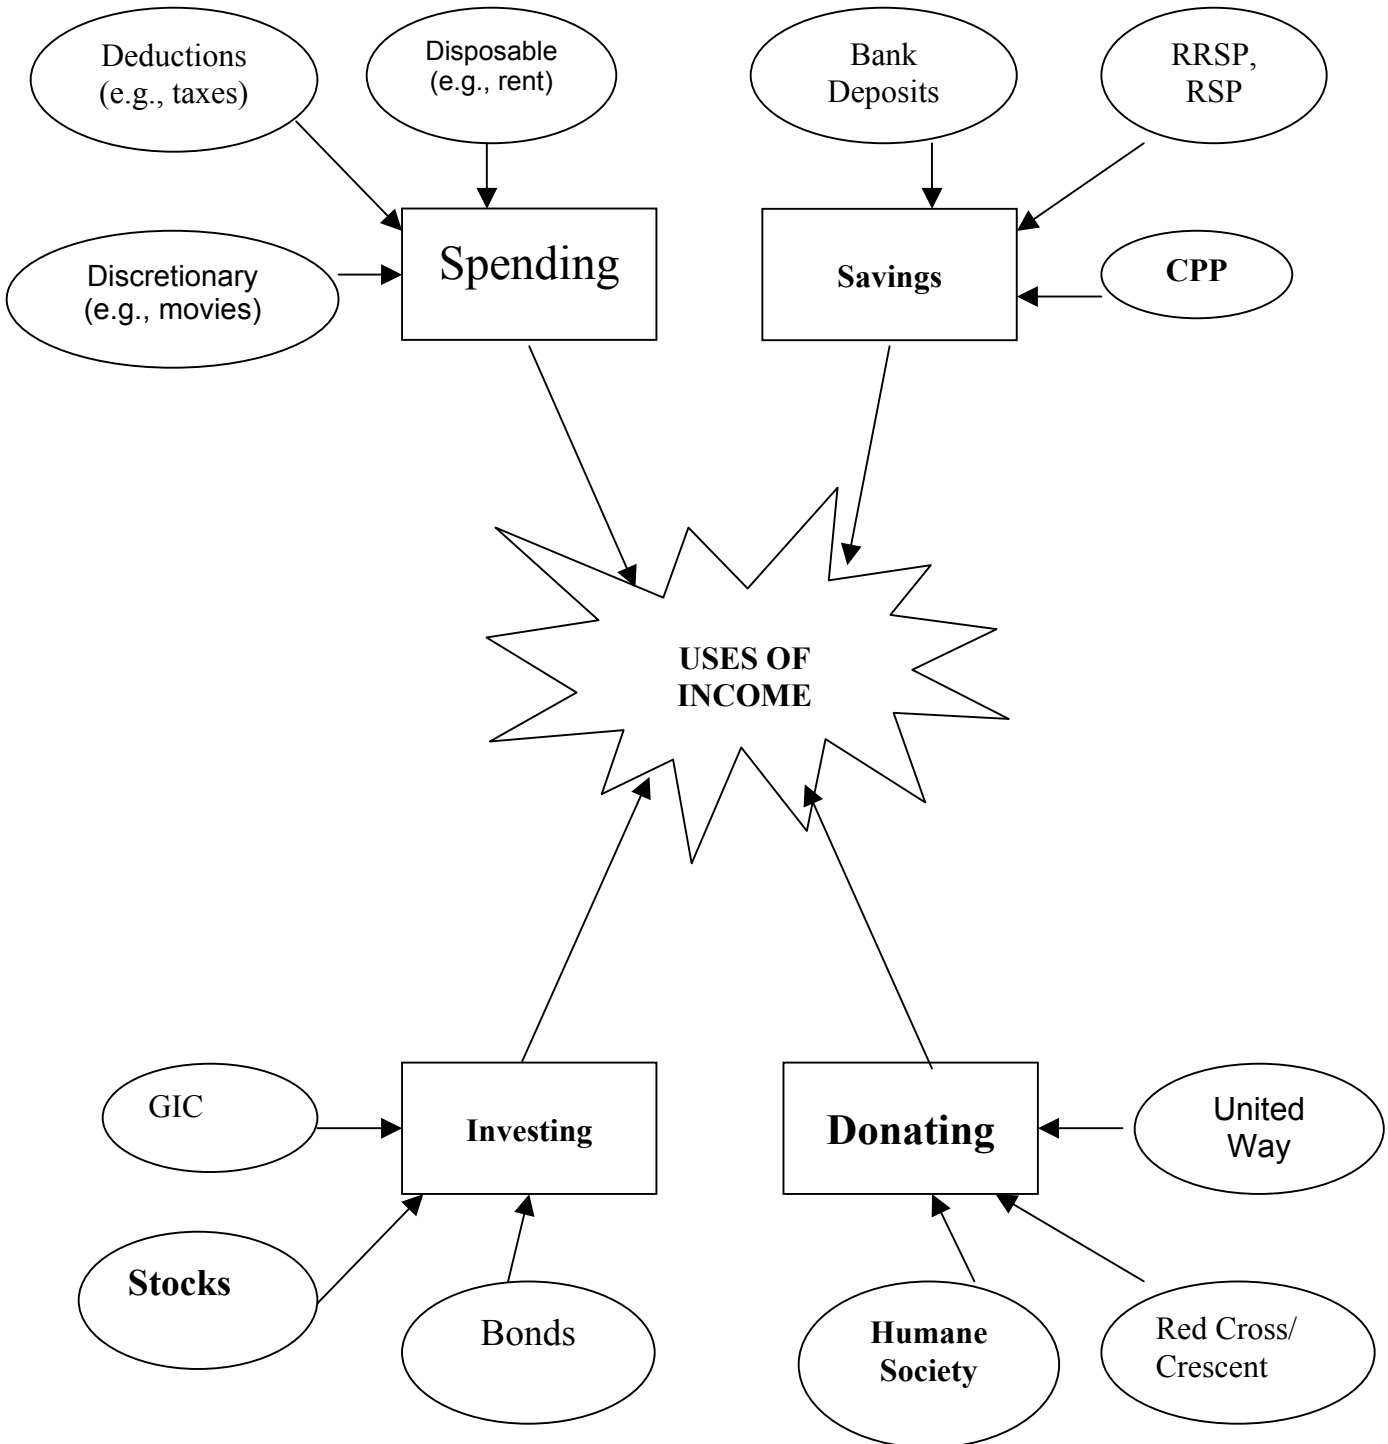 Deductions
(e.g., taxes)
Disposable
(e.g., rent)
Bank
Deposits
RRSP,
RSP
Discretionary
(e.g., movies)
Spending
Savings
CPP
USES OF
INCOME
GIC
Investing
Donating
United
Way
Stocks
Bonds
Humane
Society
Red Cross/
Crescent